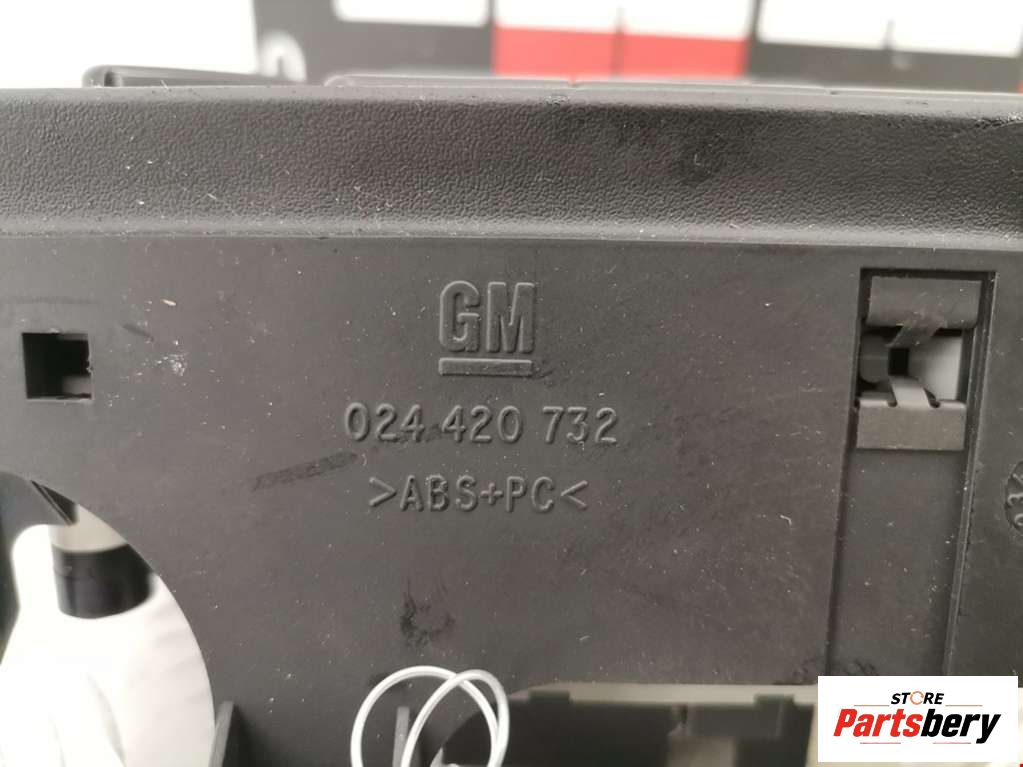 GM
024 420 732
>ABS+PC<
STORE
Partsbery